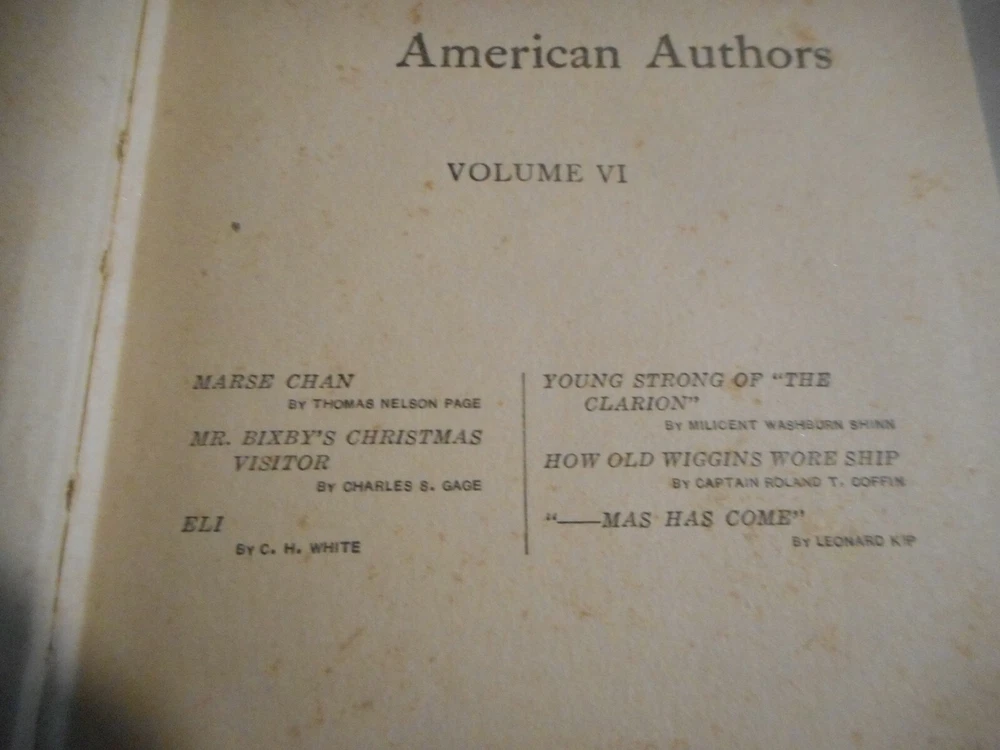 American Authors
VOLUME VI
MARSE CHAN
BY THOMAS NELSON PAGE
MR. BIXBY'S CHRISTMAS
VISITOR
BY CHARLES S. GAGE
ELI
BY C. H. WHITE
YOUNG STRONG OF "THE
CLARION"
BY MILICENT WASHBURN SHINN
HOW OLD WIGGINS WORE SHIP
BY CAPTAIN ROLAND T. COFFIN
"——MAS HAS COME"
BY LEONARD KIP